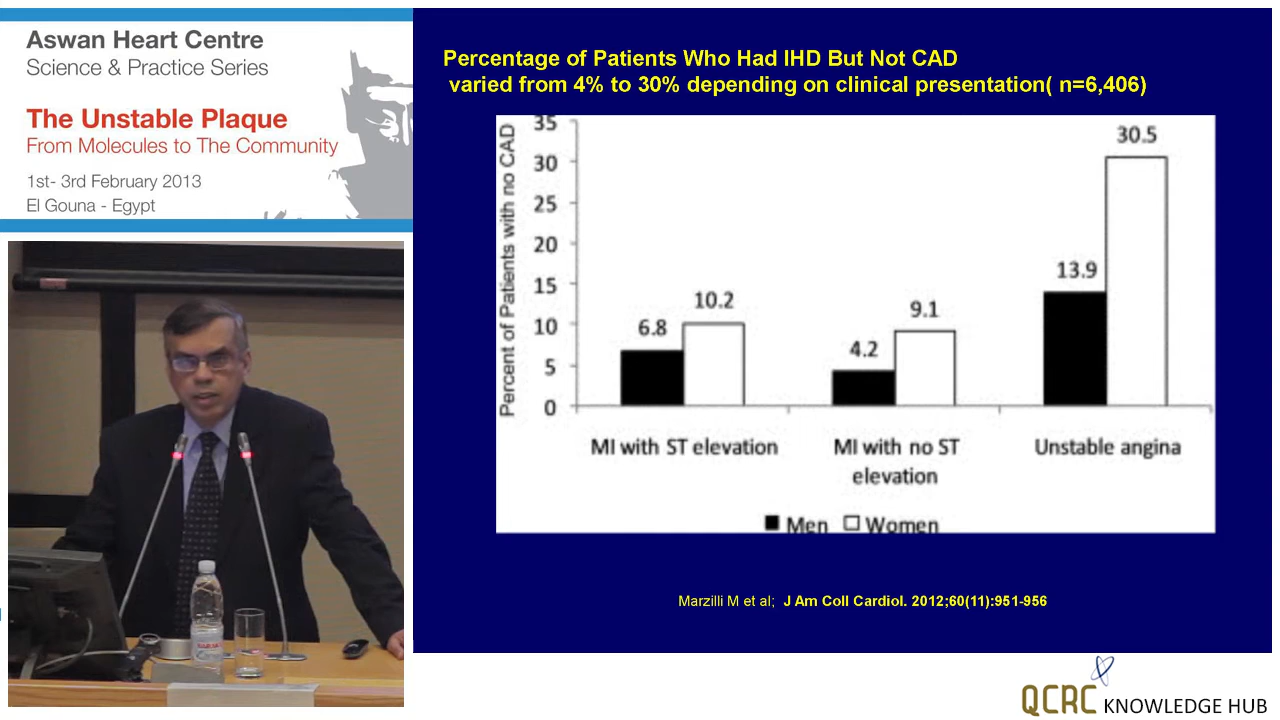 Aswan Heart Centre
Science & Practice Series
The Unstable Plaque
From Molecules to The Community
1st- 3rd February 2013
El Gouna - Egypt
Percentage of Patients Who Had IHD But Not CAD
varied from 4% to 30% depending on clinical presentation( n=6,406)
Percent of Patients with no CAD
35
30
25
20
15
10
5
0
6.8
10.2
4.2
9.1
13.9
30.5
MI with ST elevation
MI with no ST
elevation
Unstable angina
Men
Women
Marzilli M et al; J Am Coll Cardiol. 2012;60(11):951-956
QCRC KNOWLEDGE HUB